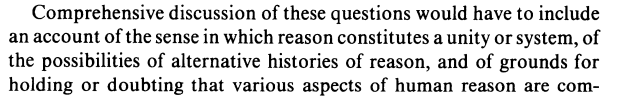 Comprehensive discussion of these questions would have to include
an account of the sense in which reason constitutes a unity or system, of
the possibilities of alternative histories of reason, and of grounds for
holding or doubting that various aspects of human reason are com-